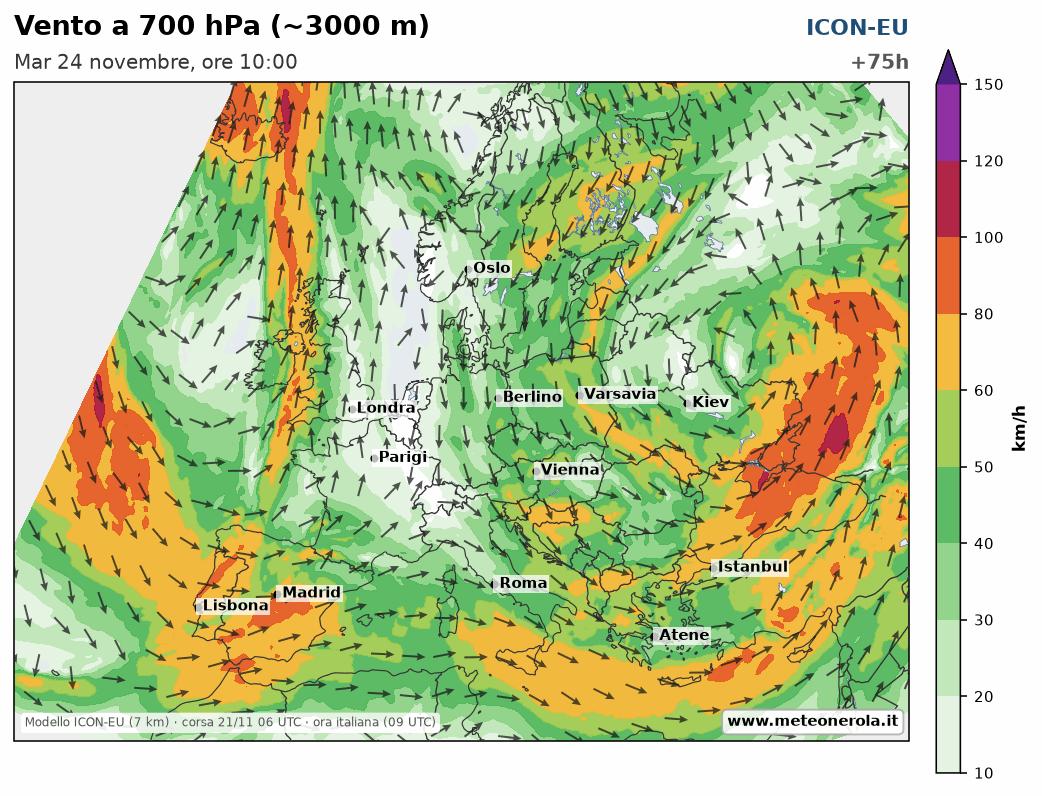 Vento a 700 hPa (~3000 m)
ICON-EU
Mar 24 novembre, ore 10:00
+75h
150
120
100
80
60
50
40
30
20
10
km/h
Oslo
Londra
Berlino
Varsavia
Kiev
Parigi
Vienna
Istanbul
Roma
Madrid
Lisbona
Atene
Modello ICON-EU (7 km) · corsa 21/11 06 UTC · ora italiana (09 UTC)
www.meteonerola.it